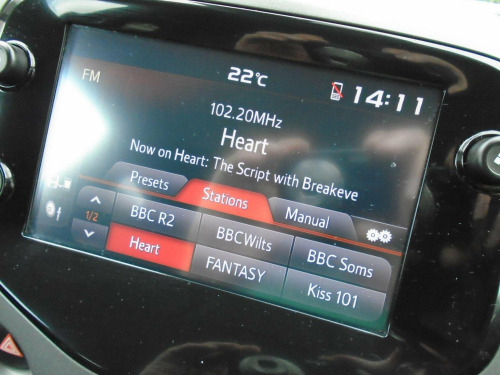 FM
22°C
14:11
102.20MHz
Heart
Now on Heart: The Script with Breakeve
Presets
Stations
Manual
1/2
BBC R2
BBCWilts
BBC Soms
Heart
FANTASY
Kiss 101